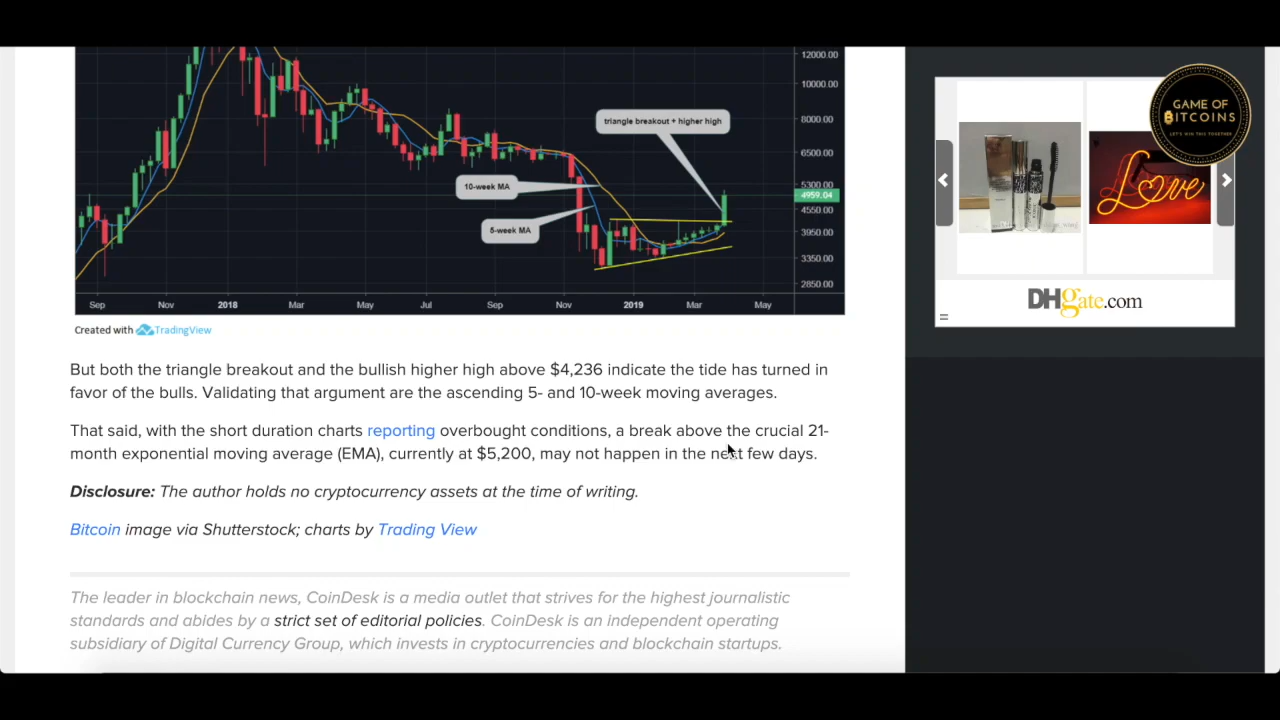 12000.00
10000.00
8000.00
6500.00
5300.00
4959.04
4550.00
3950.00
3350.00
2850.00
triangle breakout + higher high
10-week MA
5-week MA
Sep Nov 2018 Mar May Jul Sep Nov 2019 Mar May
Created with TradingView
But both the triangle breakout and the bullish higher high above $4,236 indicate the tide has turned in
favor of the bulls. Validating that argument are the ascending 5- and 10-week moving averages.
That said, with the short duration charts reporting overbought conditions, a break above the crucial 21-
month exponential moving average (EMA), currently at $5,200, may not happen in the next few days.
Disclosure: The author holds no cryptocurrency assets at the time of writing.
Bitcoin image via Shutterstock; charts by Trading View
The leader in blockchain news, CoinDesk is a media outlet that strives for the highest journalistic
standards and abides by a strict set of editorial policies. CoinDesk is an independent operating
subsidiary of Digital Currency Group, which invests in cryptocurrencies and blockchain startups.
GAME OF
BITCOINS
LET'S WIN THIS TOGETHER
Love
DHgate.com